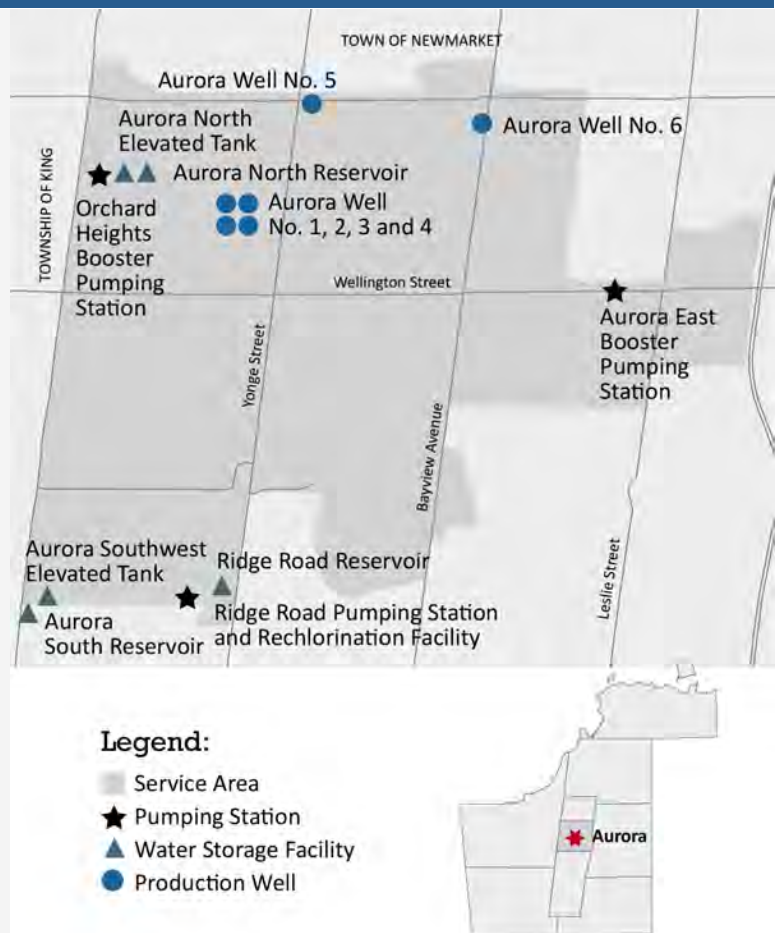 TOWN OF NEWMARKET
Aurora Well No. 5
Aurora North
Elevated Tank
Aurora Well No. 6
TOWNSHIP OF KING
Aurora North Reservoir
Orchard
Heights
Booster
Pumping
Station
Aurora Well
No. 1, 2, 3 and 4
Wellington Street
Aurora East
Booster
Pumping
Station
Yonge Street
Bayview Avenue
Leslie Street
Aurora Southwest
Elevated Tank
Ridge Road Reservoir
Aurora
South Reservoir
Ridge Road Pumping Station
and Rechlorination Facility
Legend:
Service Area
Pumping Station
Water Storage Facility
Production Well
Aurora